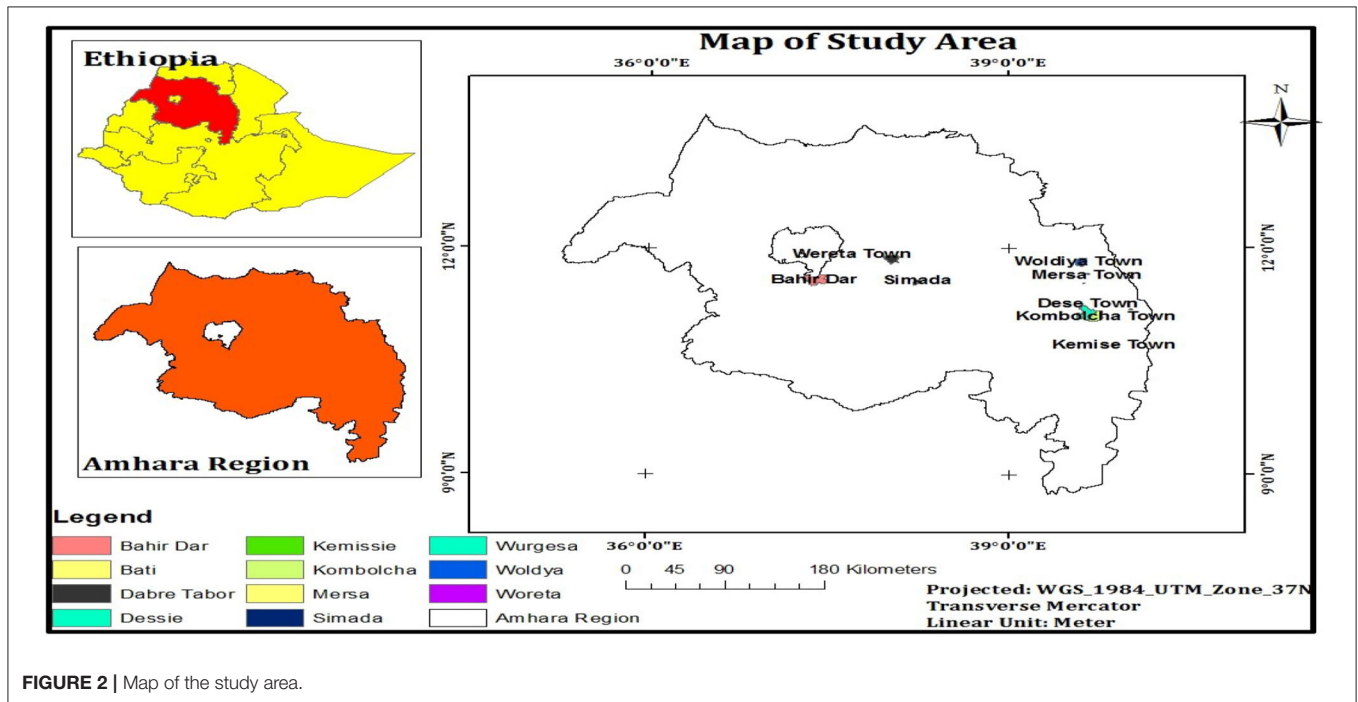 Map of Study Area
Ethiopia
Amhara Region
36°0'0"E
39°0'0"E
N
12°0'0"N
12°0'0"N
Wereta Town
Bahir Dar
Simada
Woldiya Town
Mersa Town
Dese Town
Kombolcha Town
Kemise Town
9°0'0"N
9°0'0"N
36°0'0"E
39°0'0"E
Legend
Bahir Dar
Bati
Dabre Tabor
Dessie
Kemissie
Kombolcha
Mersa
Simada
Wurgesa
Woldya
Woreta
Amhara Region
0 45 90 180 Kilometers
Projected: WGS_1984_UTM_Zone_37N
Transverse Mercator
Linear Unit: Meter
FIGURE 2 | Map of the study area.